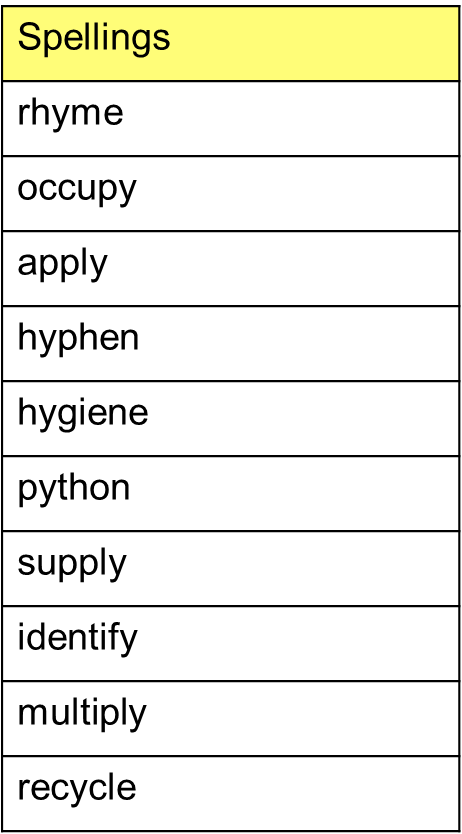 Spellings
rhyme
occupy
apply
hyphen
hygiene
python
supply
identify
multiply
recycle